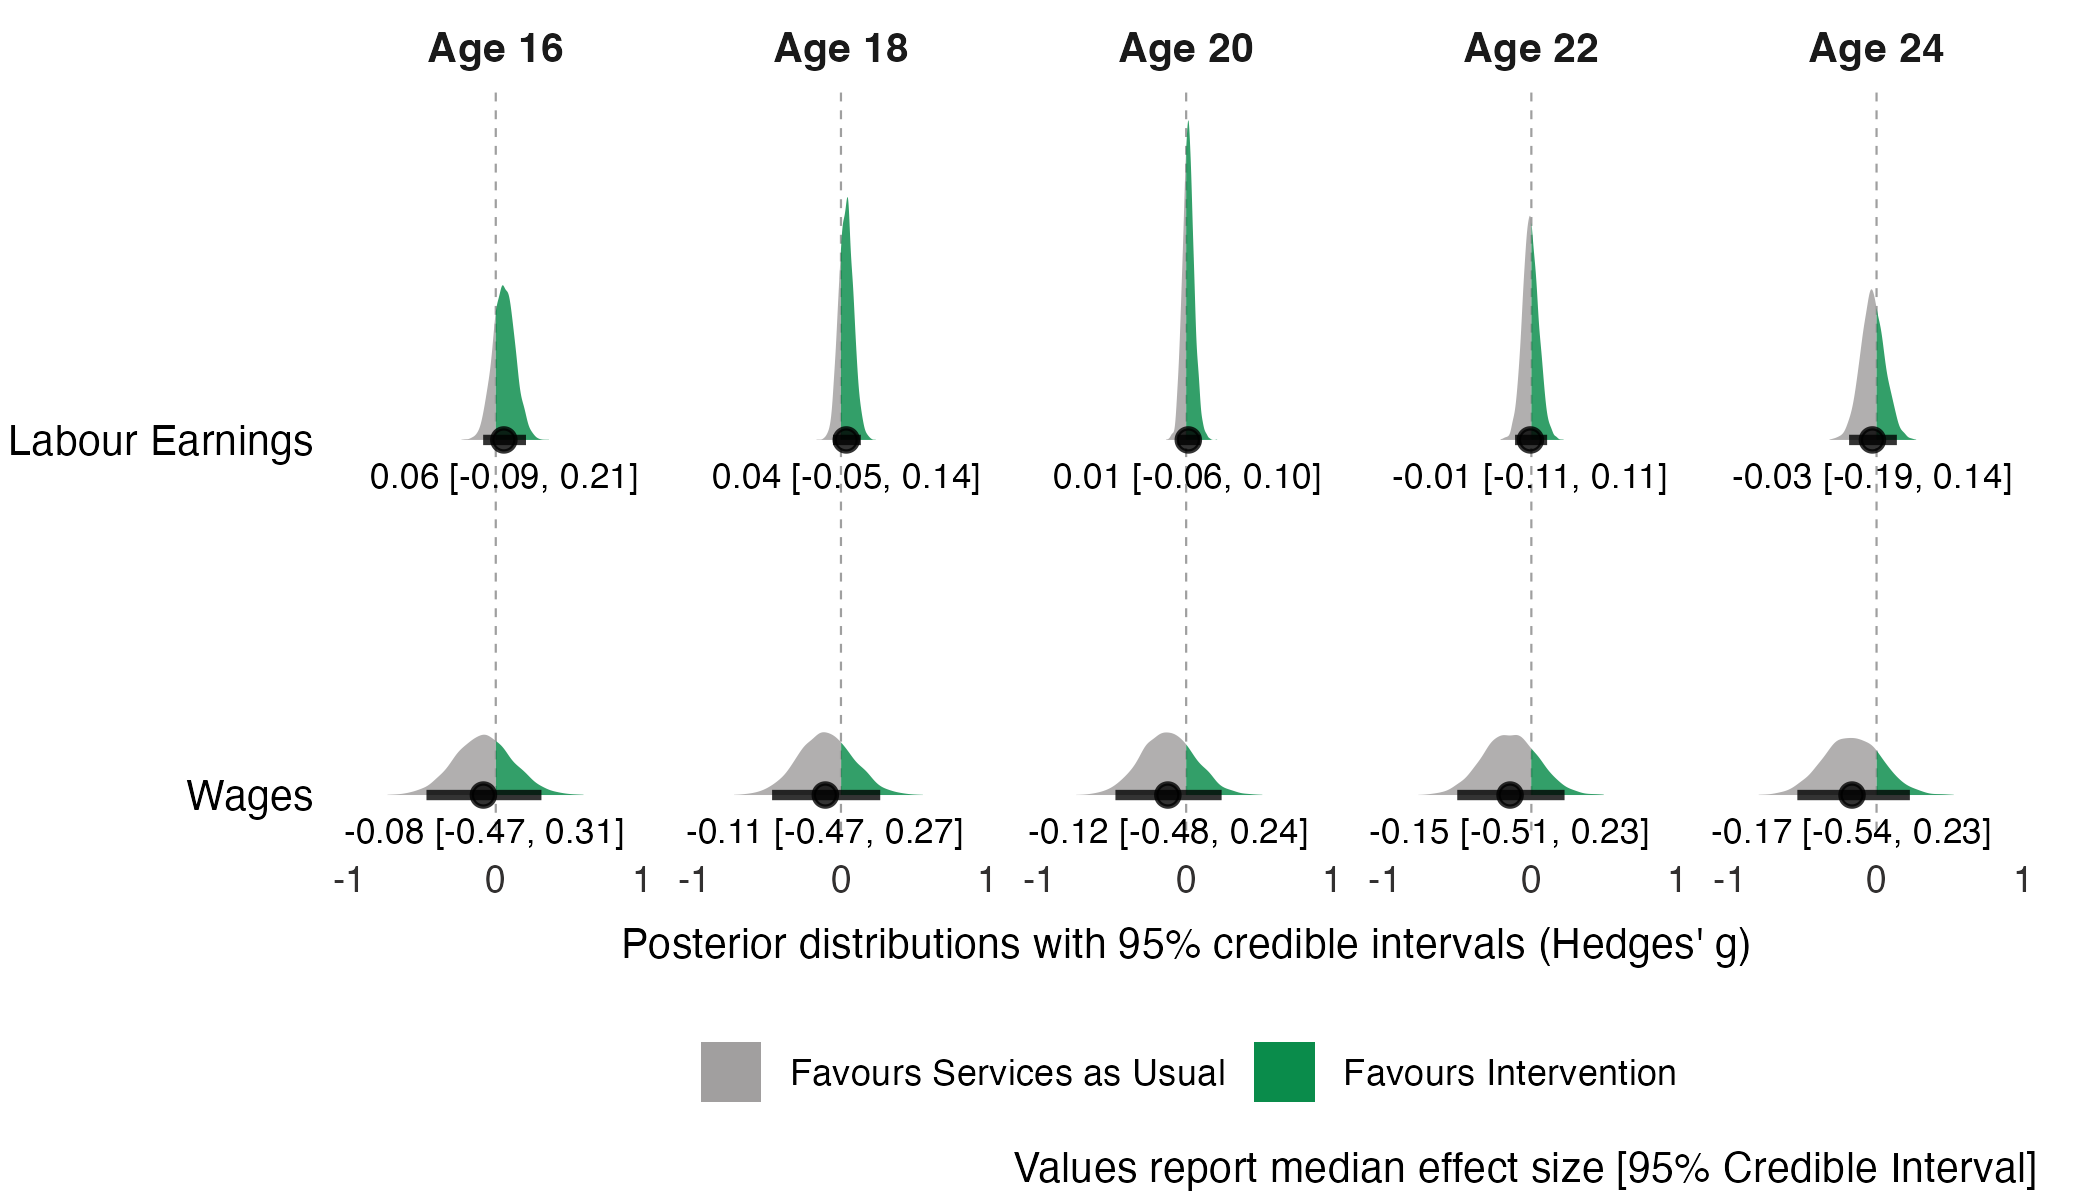 Age 16 Age 18 Age 20 Age 22 Age 24
Labour Earnings
0.06 [-0.09, 0.21] 0.04 [-0.05, 0.14] 0.01 [-0.06, 0.10] -0.01 [-0.11, 0.11] -0.03 [-0.19, 0.14]
Wages
-0.08 [-0.47, 0.31] -0.11 [-0.47, 0.27] -0.12 [-0.48, 0.24] -0.15 [-0.51, 0.23] -0.17 [-0.54, 0.23]
-1 0 1 -1 0 1 -1 0 1 -1 0 1 -1 0 1
Posterior distributions with 95% credible intervals (Hedges' g)
Favours Services as Usual Favours Intervention
Values report median effect size [95% Credible Interval]